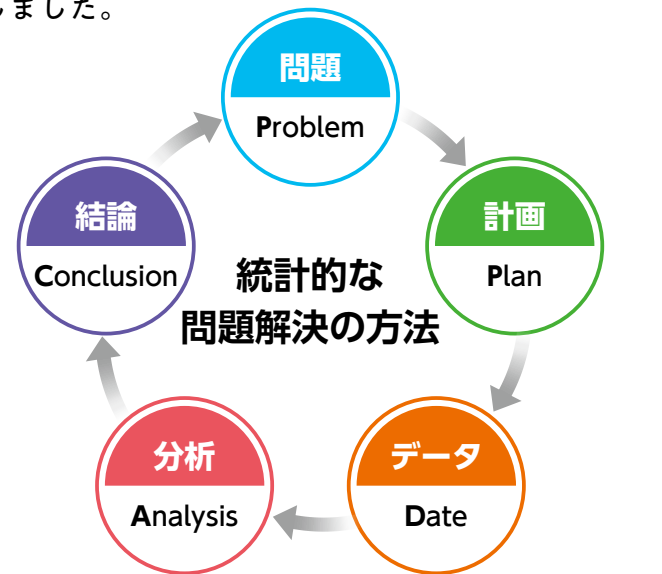 しました。
問題
Problem
計画
Plan
データ
Date
分析
Analysis
結論
Conclusion
統計的な
問題解決の方法